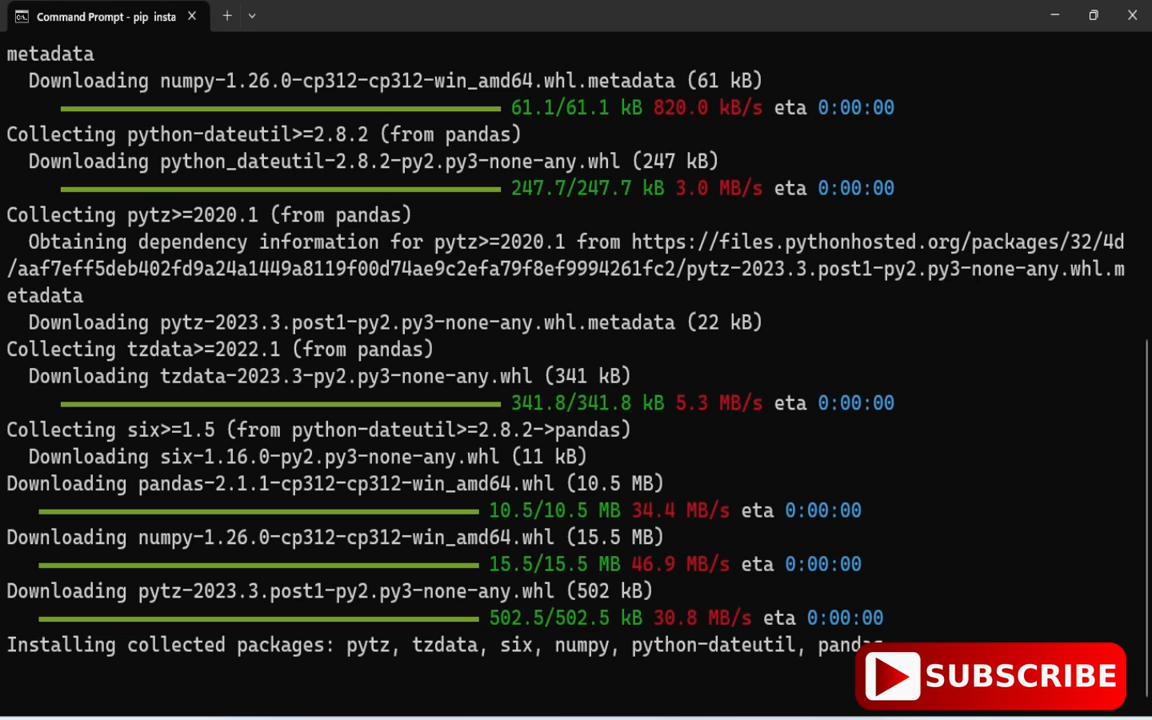 Command Prompt - pip insta
metadata
Downloading numpy-1.26.0-cp312-cp312-win_amd64.whl.metadata (61 kB)
61.1/61.1 kB 820.0 kB/s eta 0:00:00
Collecting python-dateutil>=2.8.2 (from pandas)
Downloading python_dateutil-2.8.2-py2.py3-none-any.whl (247 kB)
247.7/247.7 kB 3.0 MB/s eta 0:00:00
Collecting pytz>=2020.1 (from pandas)
Obtaining dependency information for pytz>=2020.1 from https://files.pythonhosted.org/packages/32/4d
/aaf7eff5deb402fd9a24a1449a8119f00d74ae9c2efa79f8ef9994261fc2/pytz-2023.3.post1-py2.py3-none-any.whl.m
etadata
Downloading pytz-2023.3.post1-py2.py3-none-any.whl.metadata (22 kB)
Collecting tzdata>=2022.1 (from pandas)
Downloading tzdata-2023.3-py2.py3-none-any.whl (341 kB)
341.8/341.8 kB 5.3 MB/s eta 0:00:00
Collecting six>=1.5 (from python-dateutil>=2.8.2->pandas)
Downloading six-1.16.0-py2.py3-none-any.whl (11 kB)
Downloading pandas-2.1.1-cp312-cp312-win_amd64.whl (10.5 MB)
10.5/10.5 MB 34.4 MB/s eta 0:00:00
Downloading numpy-1.26.0-cp312-cp312-win_amd64.whl (15.5 MB)
15.5/15.5 MB 46.9 MB/s eta 0:00:00
Downloading pytz-2023.3.post1-py2.py3-none-any.whl (502 kB)
502.5/502.5 kB 30.8 MB/s eta 0:00:00
Installing collected packages: pytz, tzdata, six, numpy, python-dateutil, pandas
SUBSCRIBE